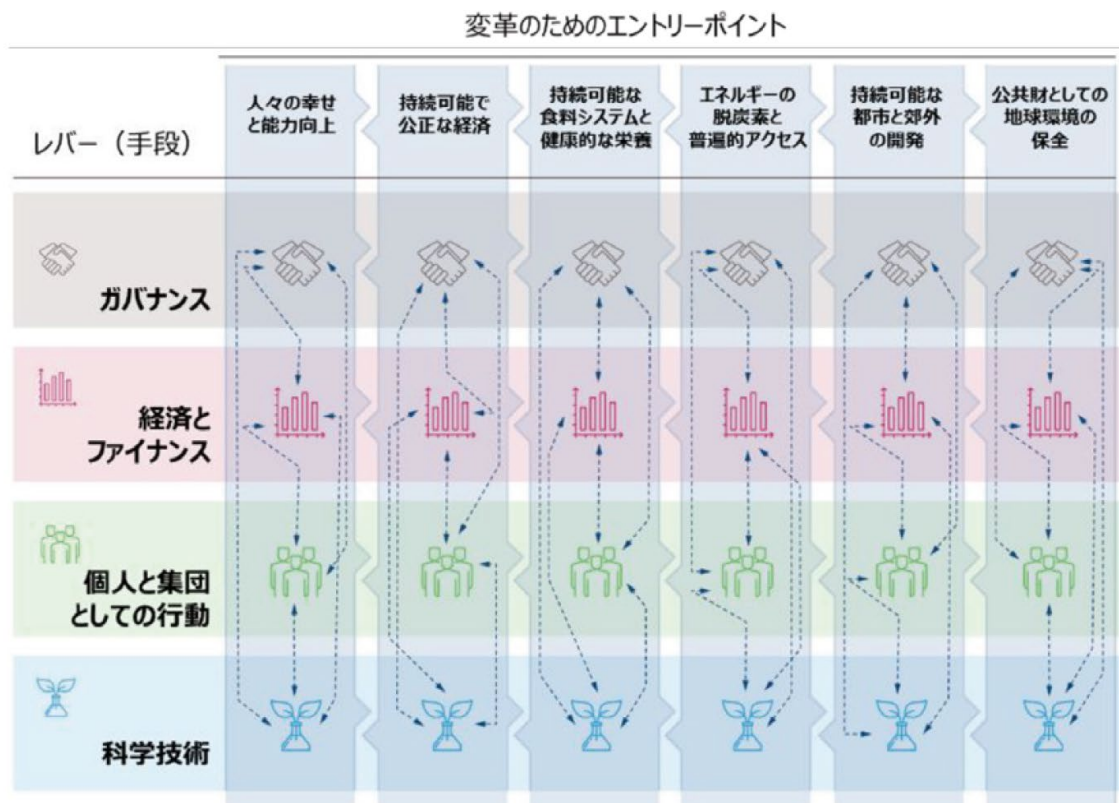 変革のためのエントリーポイント
レバー（手段）
人々の幸せ
と能力向上
持続可能で
公正な経済
持続可能な
食料システムと
健康的な栄養
エネルギーの
脱炭素と
普遍的アクセス
持続可能な
都市と郊外
の開発
公共財としての
地球環境の
保全
ガバナンス
経済と
ファイナンス
個人と集団
としての行動
科学技術